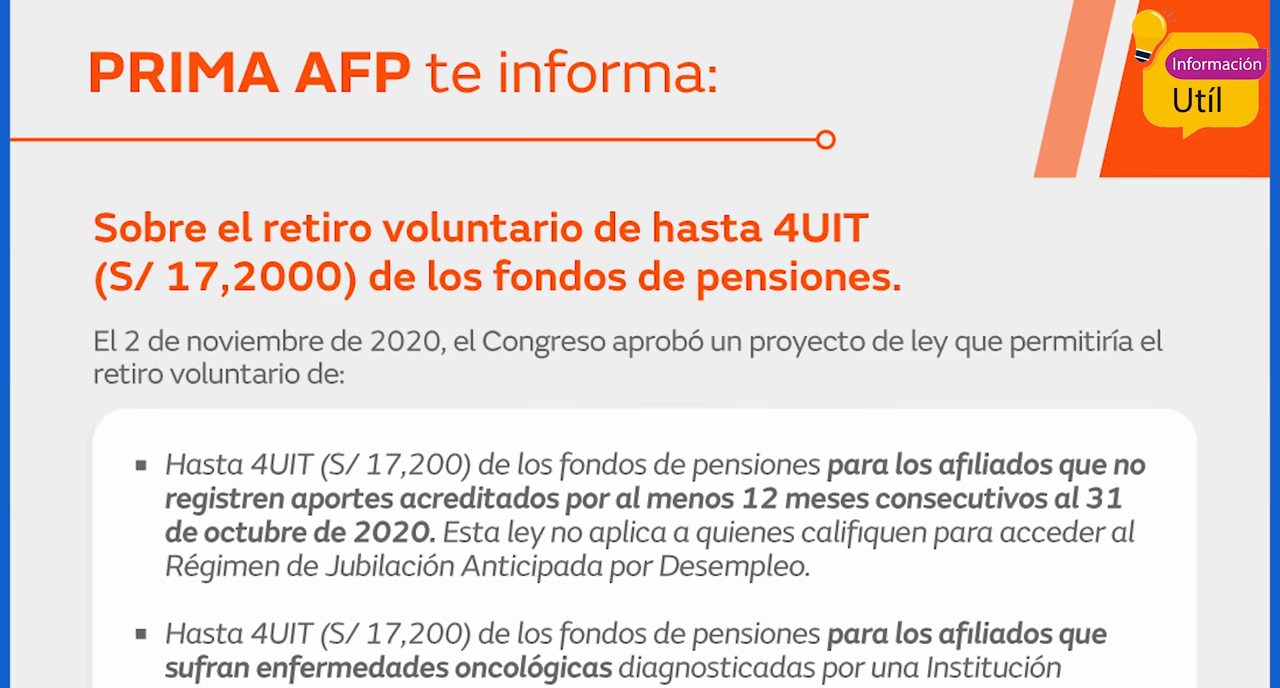 PRIMA AFP te informa:
Información
Utíl
Sobre el retiro voluntario de hasta 4UIT
(S/ 17,2000) de los fondos de pensiones.
El 2 de noviembre de 2020, el Congreso aprobó un proyecto de ley que permitiría el
retiro voluntario de:
▪ Hasta 4UIT (S/ 17,200) de los fondos de pensiones para los afiliados que no
registren aportes acreditados por al menos 12 meses consecutivos al 31
de octubre de 2020. Esta ley no aplica a quienes califiquen para acceder al
Régimen de Jubilación Anticipada por Desempleo.
▪ Hasta 4UIT (S/ 17,200) de los fondos de pensiones para los afiliados que
sufran enfermedades oncológicas diagnosticadas por una Institución